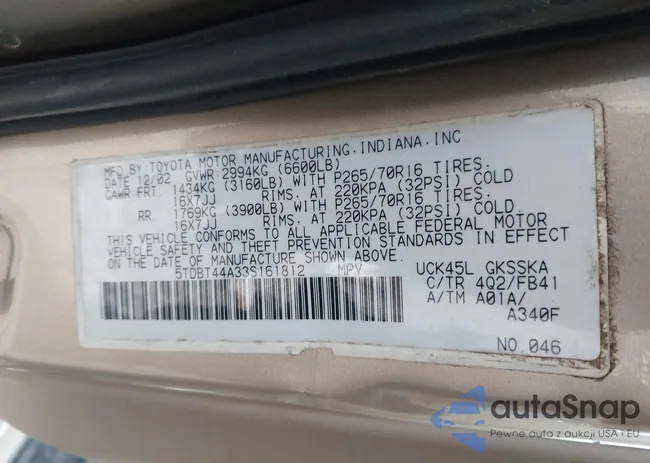 MFD.BY:TOYOTA MOTOR MANUFACTURING.INDIANA.INC
DATE 12/02 GVWR:2994KG (6600LB)
GAWR FRT. 1434KG (3160LB) WITH P265/70R16 TIRES.
16X7JJ RIMS. AT 220KPA (32PSI) COLD
RR 1769KG (3900LB) WITH P265/70R16 TIRES.
16X7JJ RIMS. AT 220KPA (32PSI) COLD.
THIS VEHICLE CONFORMS TO ALL APPLICABLE FEDERAL MOTOR
VEHICLE SAFETY AND THEFT PREVENTION STANDARDS IN EFFECT
ON THE DATE OF MANUFACTURE SHOWN ABOVE.
5TDBT44A33S161812 MPV UCK45L GKSSKA
C/TR 4Q2/FB41
A/TM A01A/
A340F
NO.046
autaSnap
Pewne auta z aukcji USA i EU